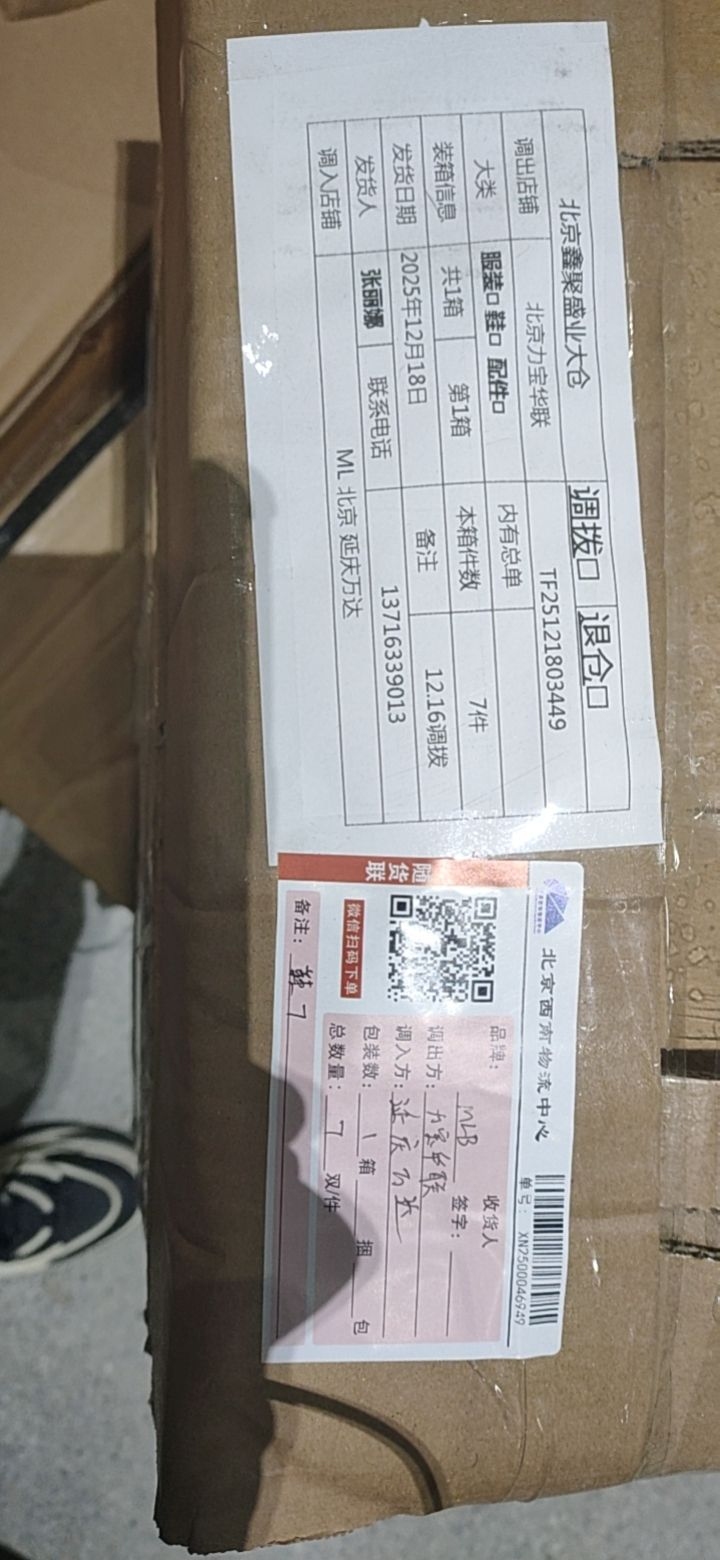 北京鑫聚盛业大仓 调拨□ 退仓□
调出店铺 北京力宝华联 TF25121803449
大类 服装□ 鞋□ 配件□ 内有总单
装箱信息 共1箱 第1箱 本箱件数 7件
发货日期 2025年12月18日 备注 12.16调拨
发货人 张丽娜 联系电话 13716339013
调入店铺 ML 北京 延庆万达
北京西南物流中心
单号: XN2500046949
随货联
微信扫码下单
品牌: MLB
收货人
签字:
调出方: 力宝华联
调入方: 延庆万达
包装数: 1 箱 捆 包
总数量: 7 双/件
备注: 鞋7